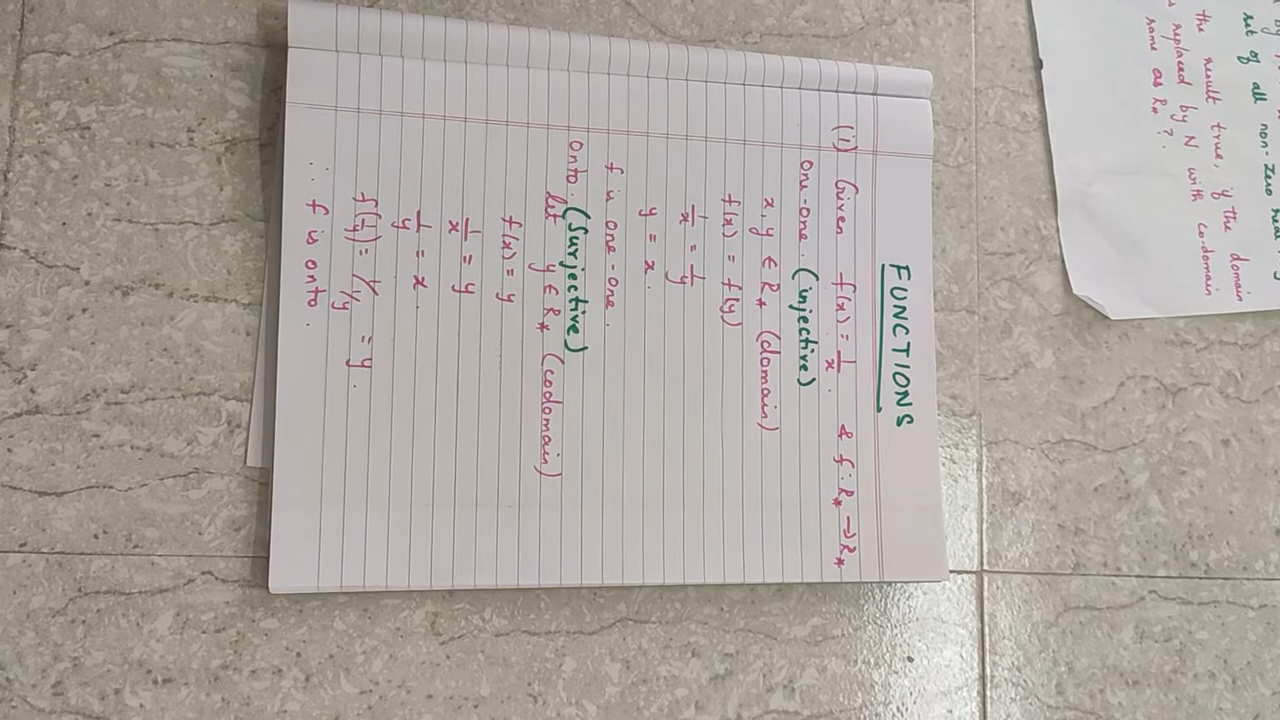 FUNCTIONS
(i) Given f(x) = 1/x . & f: R* → R*
one-one. (injective)
x, y ∈ R* (domain)
f(x) = f(y)
1/x = 1/y
y = x.
f is one-one.
Onto. (Surjective)
let y ∈ R* (codomain)
f(x) = y
1/x = y
1/y = x.
f(1/y) = 1/1/y = y.
∴ f is onto.
set of all non-zero
the result true, if the domain
replaced by N with co-domain
same as R* ?